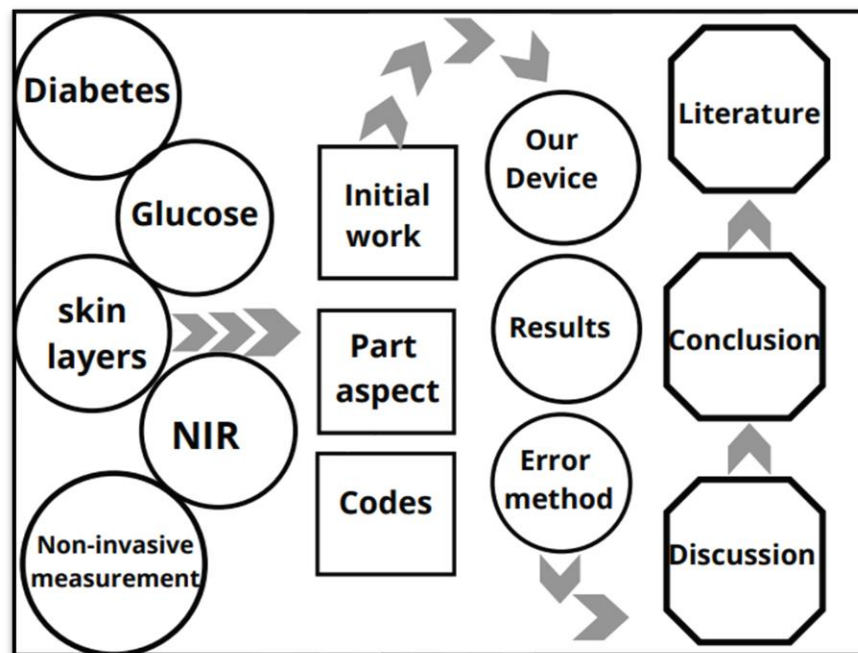 Diabetes
Glucose
skin
layers
NIR
Non-invasive
measurement
Initial
work
Part
aspect
Codes
Our
Device
Results
Error
method
Literature
Conclusion
Discussion